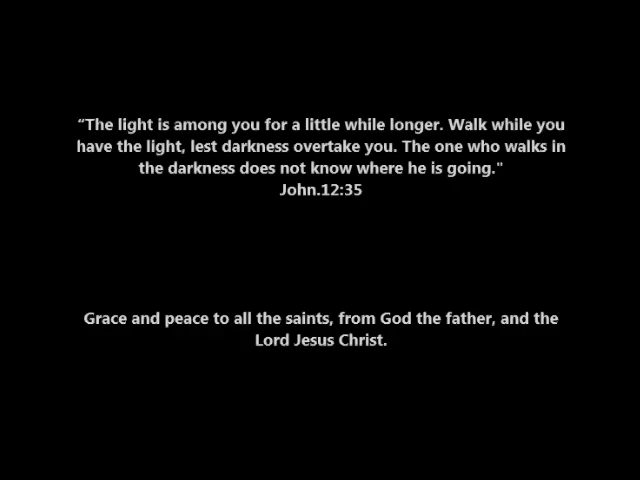 “The light is among you for a little while longer. Walk while you
have the light, lest darkness overtake you. The one who walks in
the darkness does not know where he is going."
John.12:35
Grace and peace to all the saints, from God the father, and the
Lord Jesus Christ.